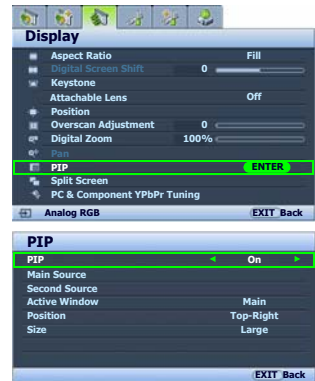 Display
Aspect Ratio Fill
Digital Screen Shift 0
Keystone
Attachable Lens Off
Position
Overscan Adjustment 0
Digital Zoom 100%
Pan
PIP ENTER
Split Screen
PC & Component YPbPr Tuning
Analog RGB EXIT Back
PIP
PIP On
Main Source
Second Source
Active Window Main
Position Top-Right
Size Large
EXIT Back